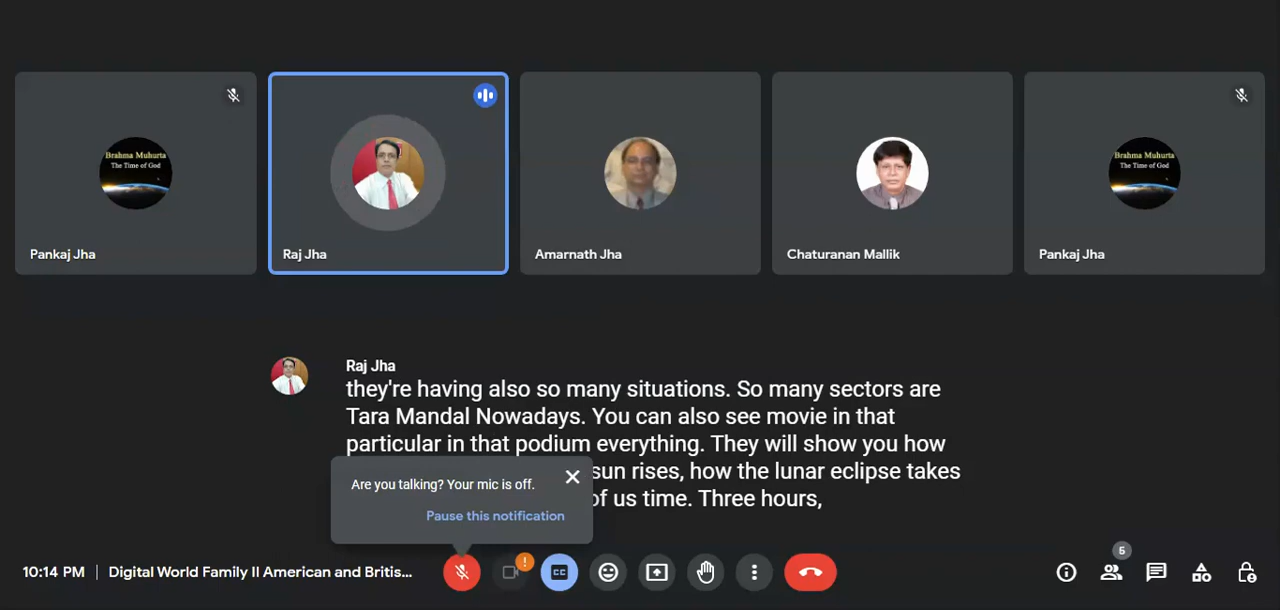 Brahma Muhurta
The Time of God
Pankaj Jha
Raj Jha
Amarnath Jha
Chaturanan Mallik
Brahma Muhurta
The Time of God
Pankaj Jha
Raj Jha
they're having also so many situations. So many sectors are
Tara Mandal Nowadays. You can also see movie in that
particular in that podium everything. They will show you how
sun rises, how the lunar eclipse takes
of us time. Three hours,
Are you talking? Your mic is off.
Pause this notification
10:14 PM | Digital World Family II American and Britis...
5